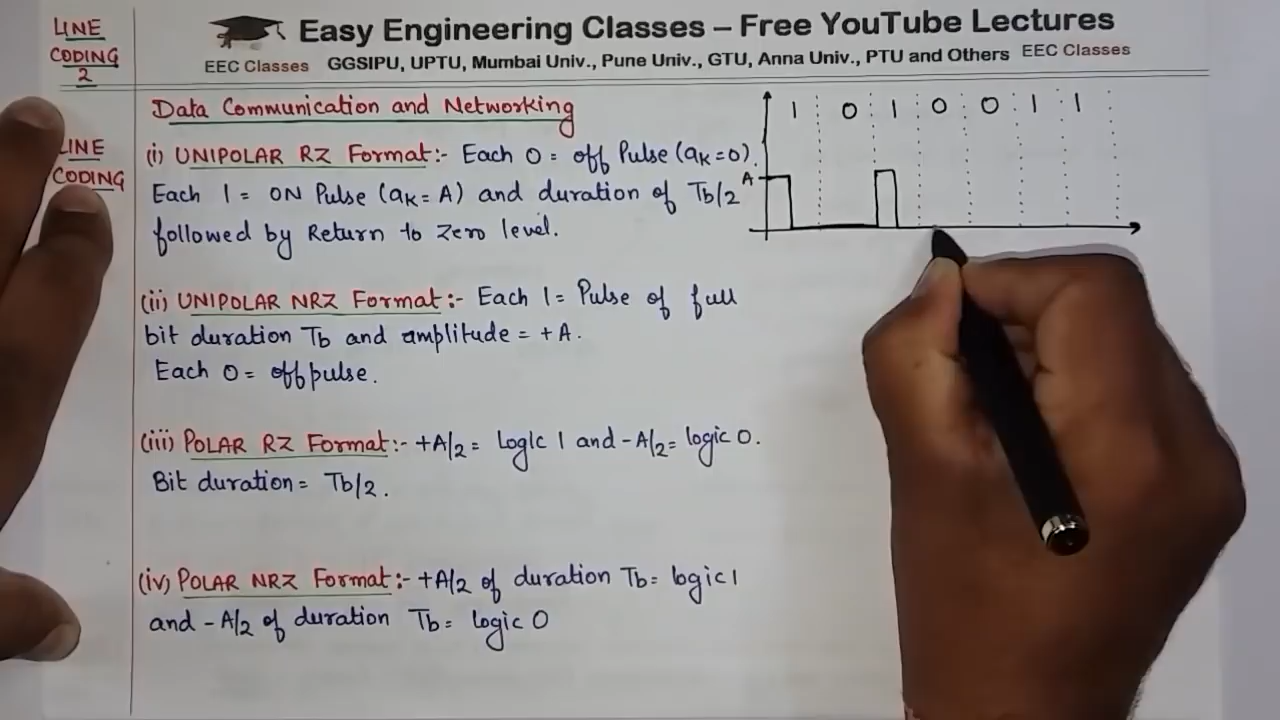 LINE
CODING
2
LINE
CODING
Easy Engineering Classes – Free YouTube Lectures
EEC Classes GGSIPU, UPTU, Mumbai Univ., Pune Univ., GTU, Anna Univ., PTU and Others EEC Classes
Data Communication and Networking
(i) UNIPOLAR RZ Format:- Each 0 = off Pulse (aK=0).
Each 1 = ON Pulse (aK = A) and duration of Tb/2
followed by Return to Zero level.
1 0 1 0 0 1 1
A
(ii) UNIPOLAR NRZ Format:- Each 1 = Pulse of full
bit duration Tb and amplitude = +A.
Each 0 = off pulse.
(iii) POLAR RZ Format:- +A/2 = Logic 1 and -A/2 = logic 0.
Bit duration = Tb/2.
(iv) POLAR NRZ Format:- +A/2 of duration Tb = logic 1
and -A/2 of duration Tb = logic 0